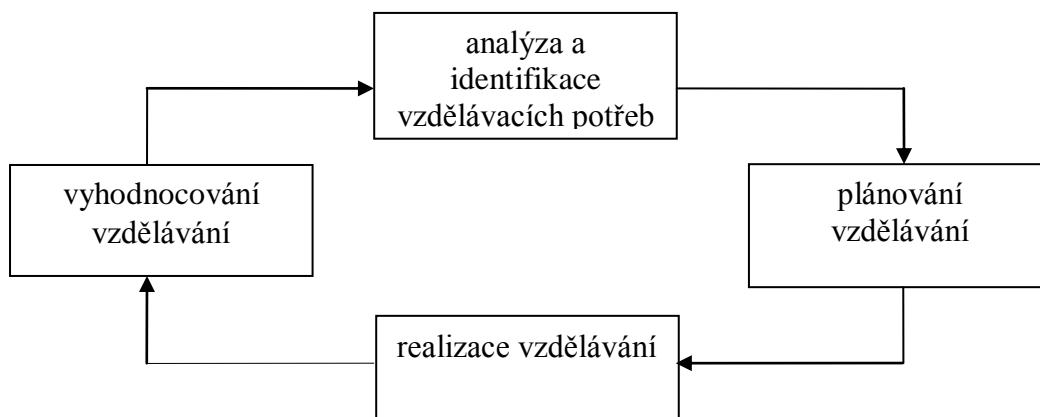 analýza a
identifikace
vzdělávacích potřeb
vyhodnocování
vzdělávání
plánování
vzdělávání
realizace vzdělávání